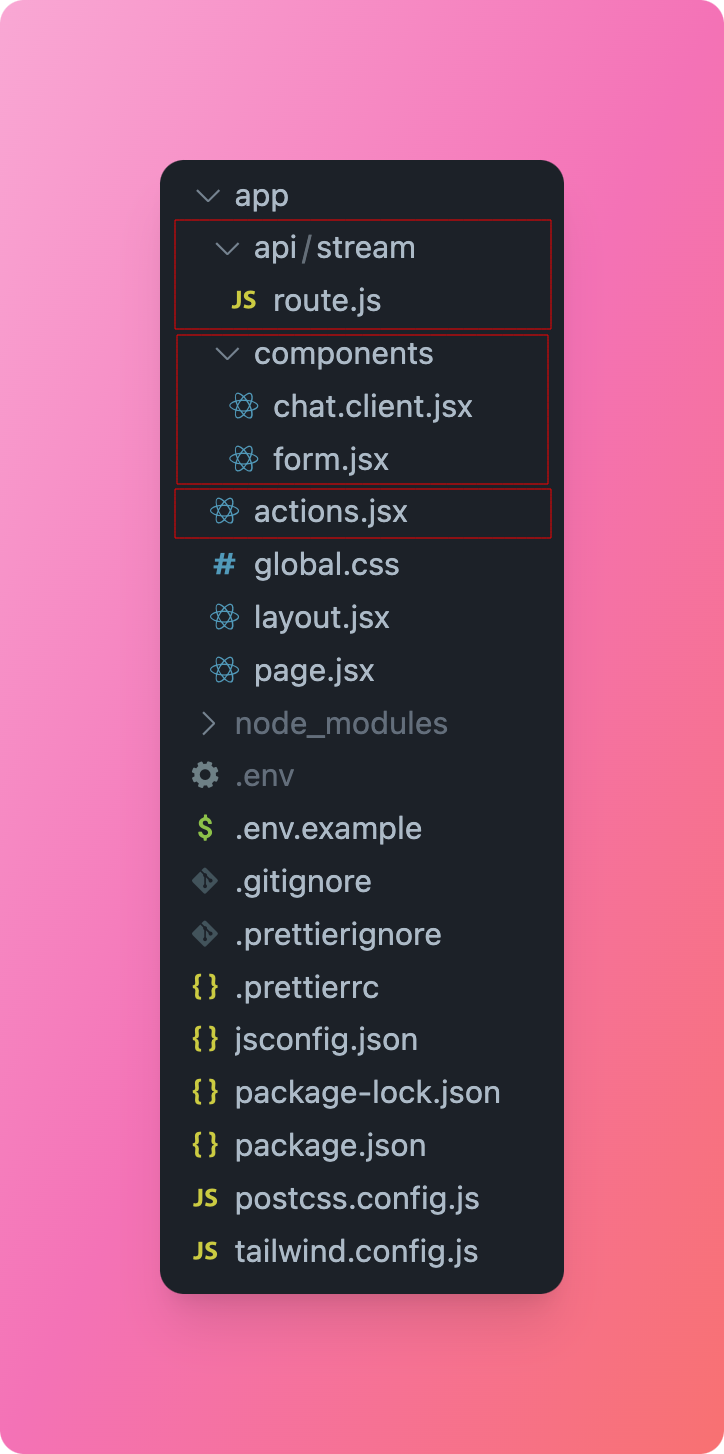 app
api/stream
JS route.js
components
chat.client.jsx
form.jsx
actions.jsx
# global.css
layout.jsx
page.jsx
node_modules
.env
$ .env.example
.gitignore
.prettierignore
{} .prettierrc
{} jsconfig.json
{} package-lock.json
{} package.json
JS postcss.config.js
JS tailwind.config.js